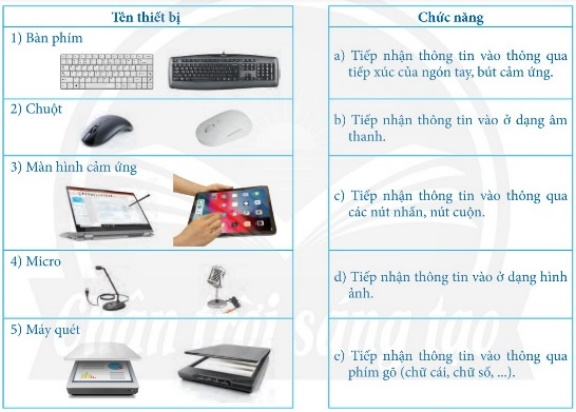 Tên thiết bị
Chức năng
1) Bàn phím
a) Tiếp nhận thông tin vào thông qua
tiếp xúc của ngón tay, bút cảm ứng.
2) Chuột
b) Tiếp nhận thông tin vào ở dạng âm
thanh.
3) Màn hình cảm ứng
c) Tiếp nhận thông tin vào thông qua
các nút nhấn, nút cuộn.
4) Micro
d) Tiếp nhận thông tin vào ở dạng hình
ảnh.
5) Máy quét
e) Tiếp nhận thông tin vào thông qua
phím gõ (chữ cái, chữ số, ...).
Chân trời sáng tạo